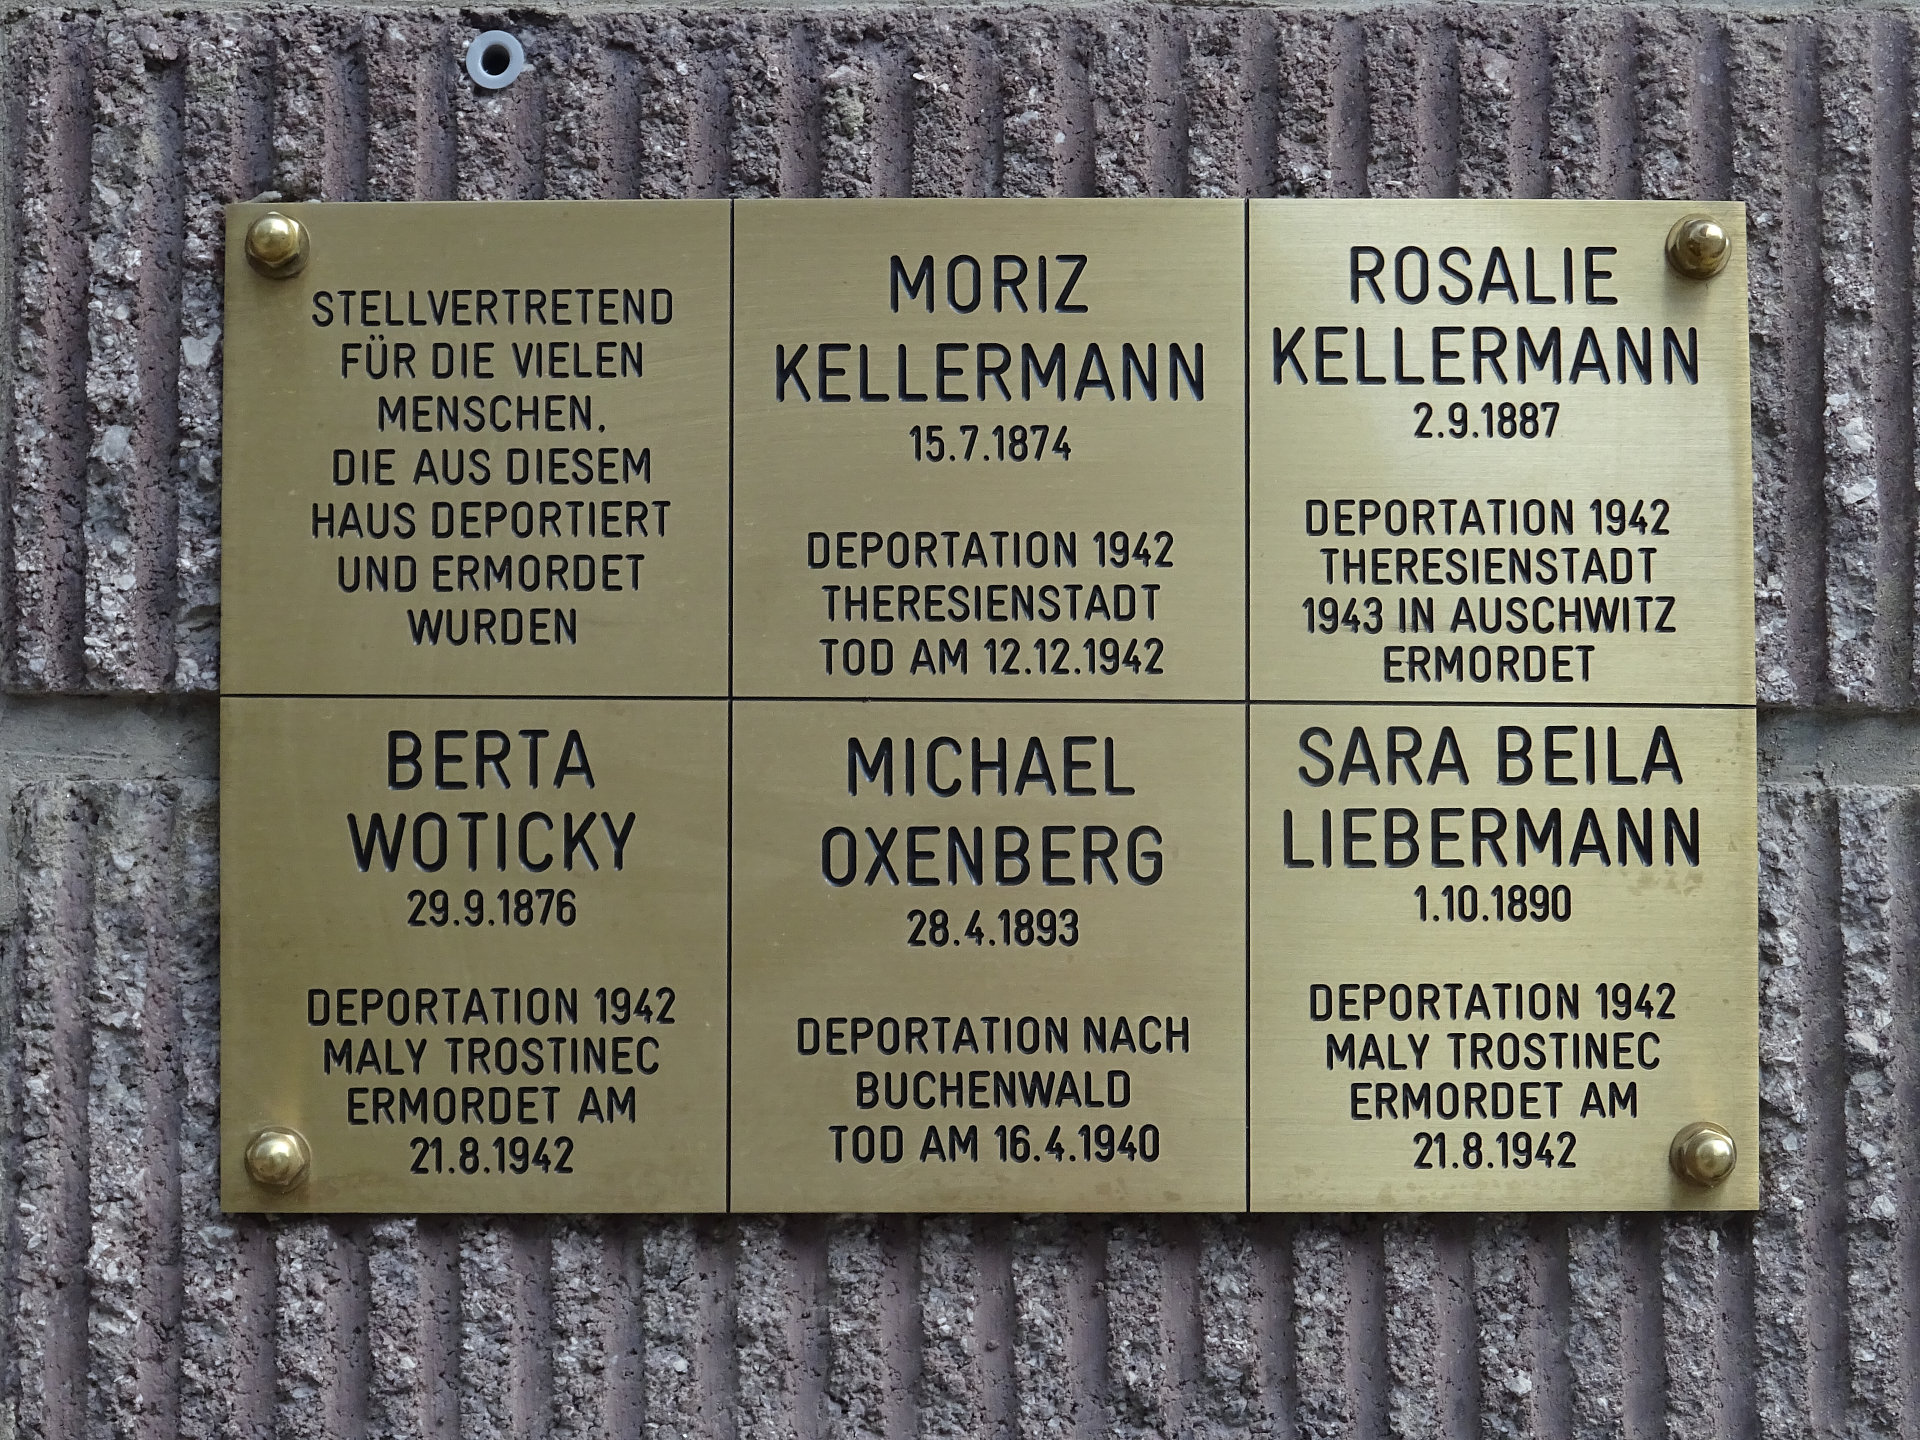 STELLVERTRETEND
FÜR DIE VIELEN
MENSCHEN,
DIE AUS DIESEM
HAUS DEPORTIERT
UND ERMORDET
WURDEN
MORIZ
KELLERMANN
15.7.1874
DEPORTATION 1942
THERESIENSTADT
TOD AM 12.12.1942
ROSALIE
KELLERMANN
2.9.1887
DEPORTATION 1942
THERESIENSTADT
1943 IN AUSCHWITZ
ERMORDET
BERTA
WOTICKY
29.9.1876
DEPORTATION 1942
MALY TROSTINEC
ERMORDET AM
21.8.1942
MICHAEL
OXENBERG
28.4.1893
DEPORTATION NACH
BUCHENWALD
TOD AM 16.4.1940
SARA BEILA
LIEBERMANN
1.10.1890
DEPORTATION 1942
MALY TROSTINEC
ERMORDET AM
21.8.1942